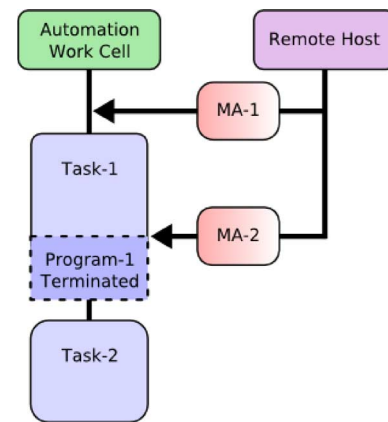 Automation
Work Cell
Remote Host
MA-1
Task-1
MA-2
Program-1
Terminated
Task-2